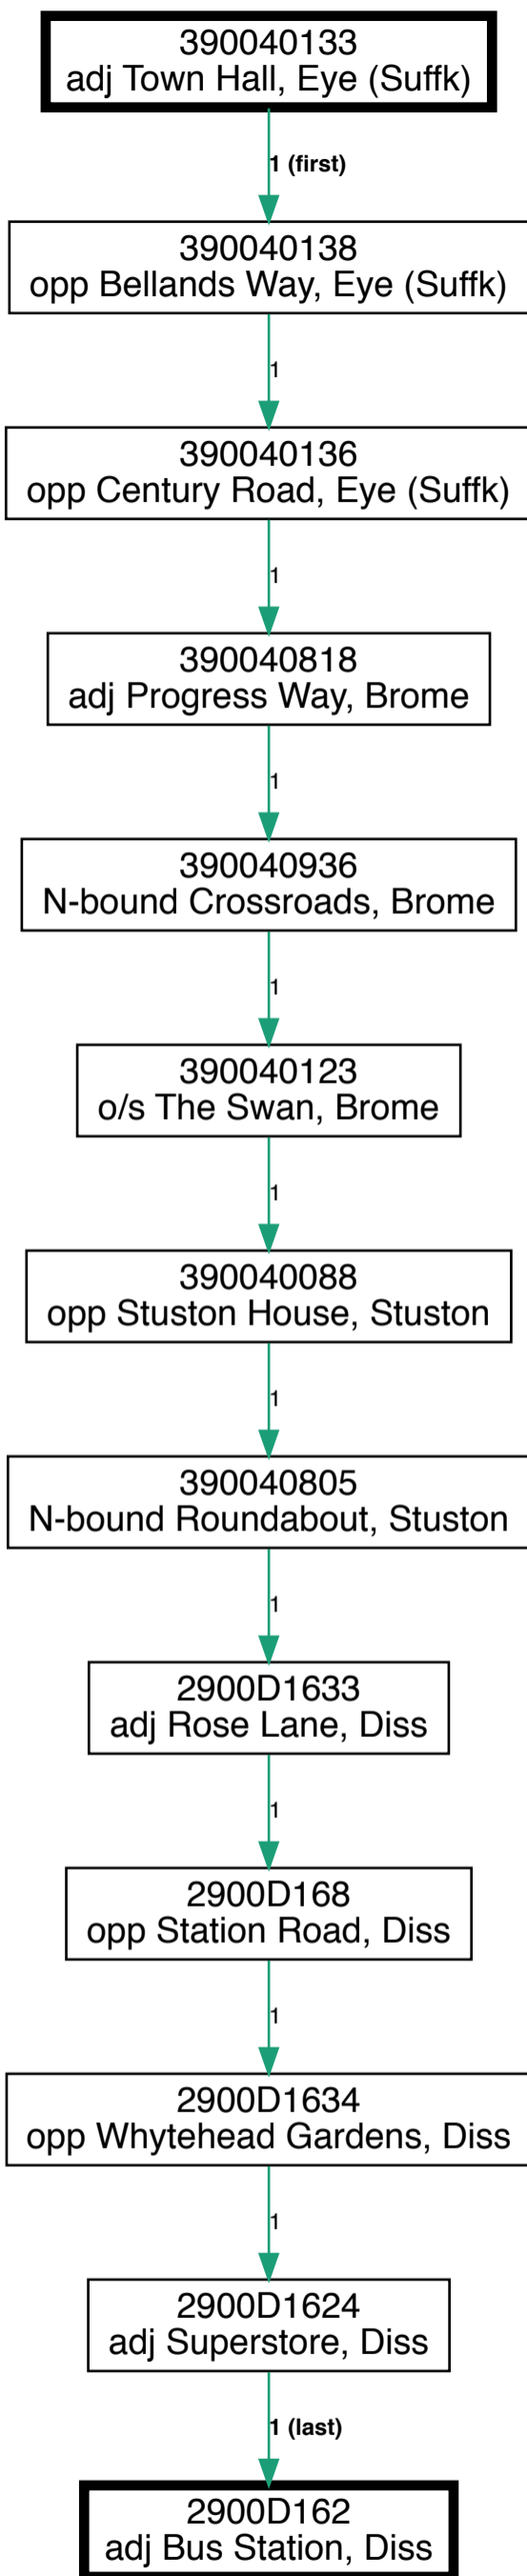 390040133
adj Town Hall, Eye (Suffk)
1 (first)
390040138
opp Bellands Way, Eye (Suffk)
1
390040136
opp Century Road, Eye (Suffk)
1
390040818
adj Progress Way, Brome
1
390040936
N-bound Crossroads, Brome
1
390040123
o/s The Swan, Brome
1
390040088
opp Stuston House, Stuston
1
390040805
N-bound Roundabout, Stuston
1
2900D1633
adj Rose Lane, Diss
1
2900D168
opp Station Road, Diss
1
2900D1634
opp Whytehead Gardens, Diss
1
2900D1624
adj Superstore, Diss
1 (last)
2900D162
adj Bus Station, Diss